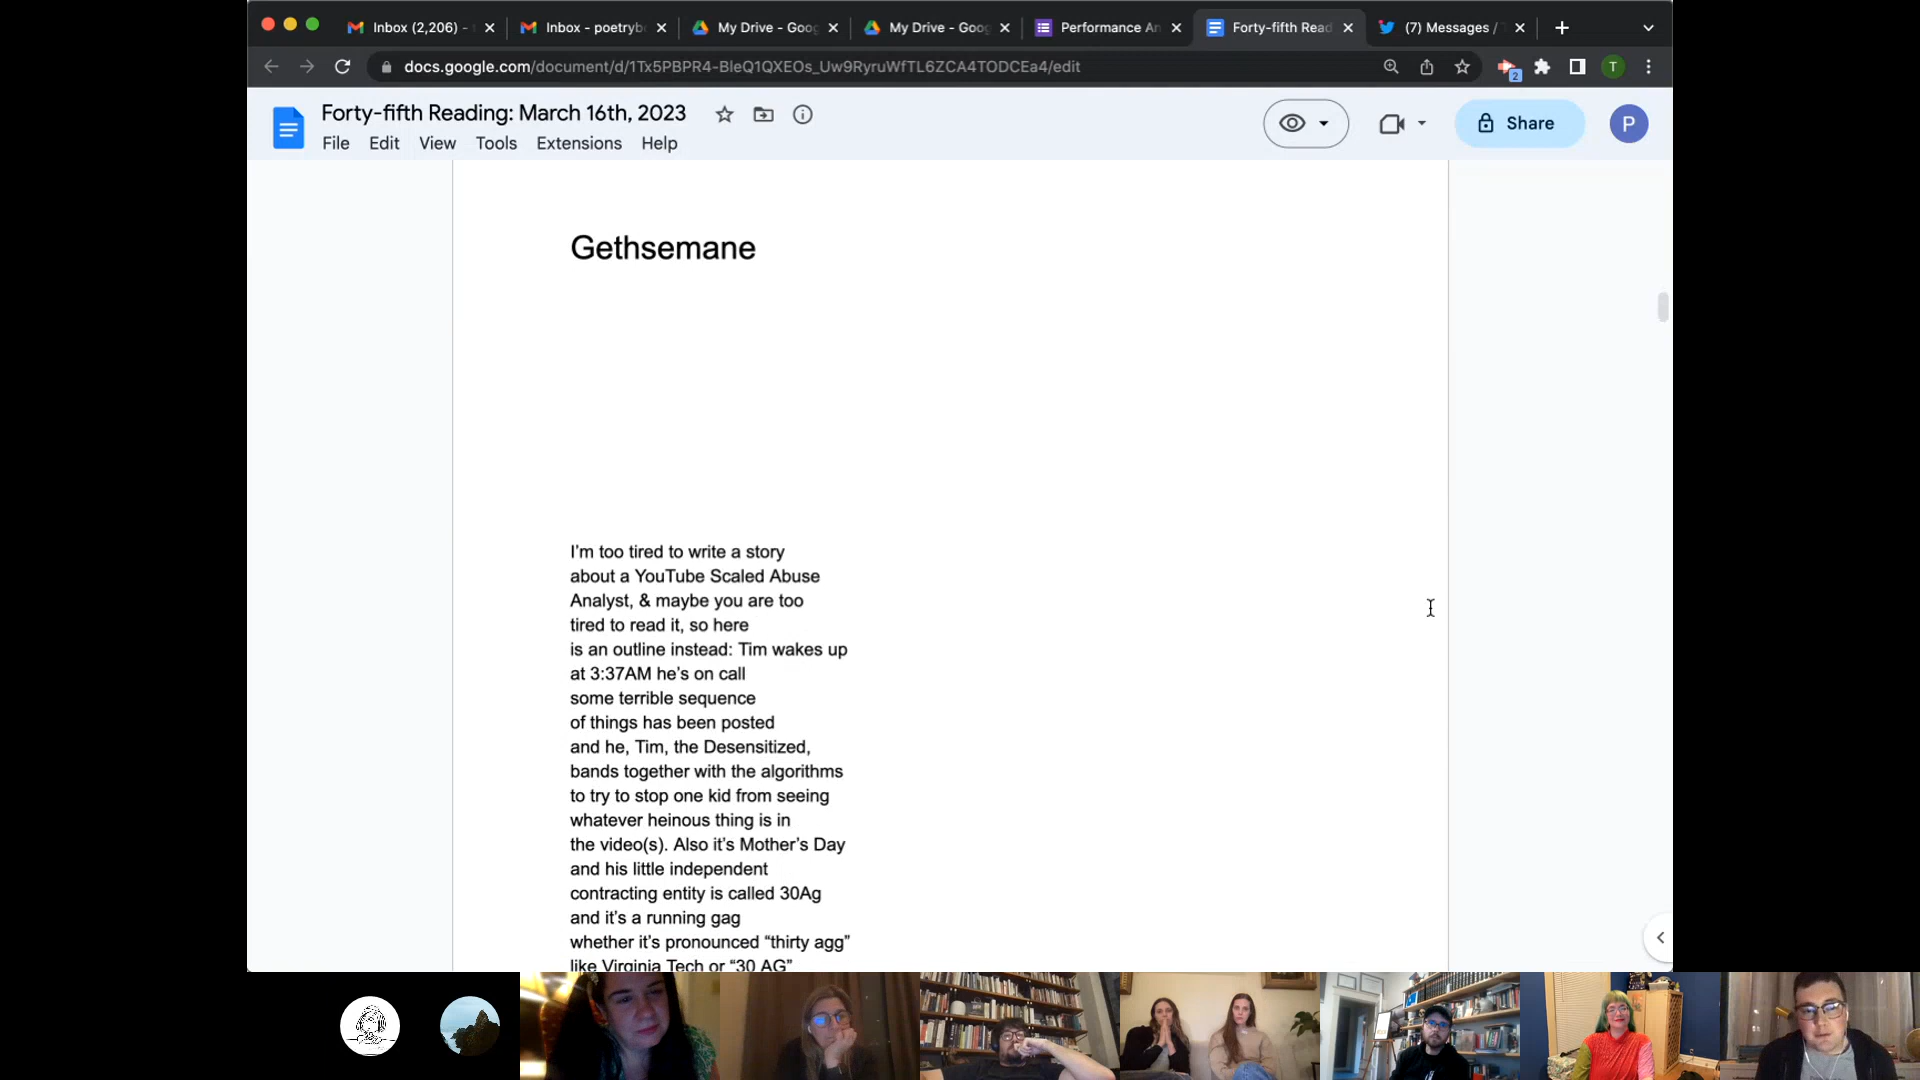 Inbox (2,206) -
Inbox - poetryb
My Drive - Goog
My Drive - Goog
Performance An
Forty-fifth Read
(7) Messages /
docs.google.com/document/d/1Tx5PBPR4-BleQ1QXEOs_Uw9RyruWfTL6ZCA4TODCEa4/edit
2
T
Forty-fifth Reading: March 16th, 2023
Share
P
File Edit View Tools Extensions Help
Gethsemane
I'm too tired to write a story
about a YouTube Scaled Abuse
Analyst, & maybe you are too
tired to read it, so here
is an outline instead: Tim wakes up
at 3:37AM he's on call
some terrible sequence
of things has been posted
and he, Tim, the Desensitized,
bands together with the algorithms
to try to stop one kid from seeing
whatever heinous thing is in
the video(s). Also it's Mother's Day
and his little independent
contracting entity is called 30Ag
and it's a running gag
whether it's pronounced “thirty agg”
like Virginia Tech or “30 AG”